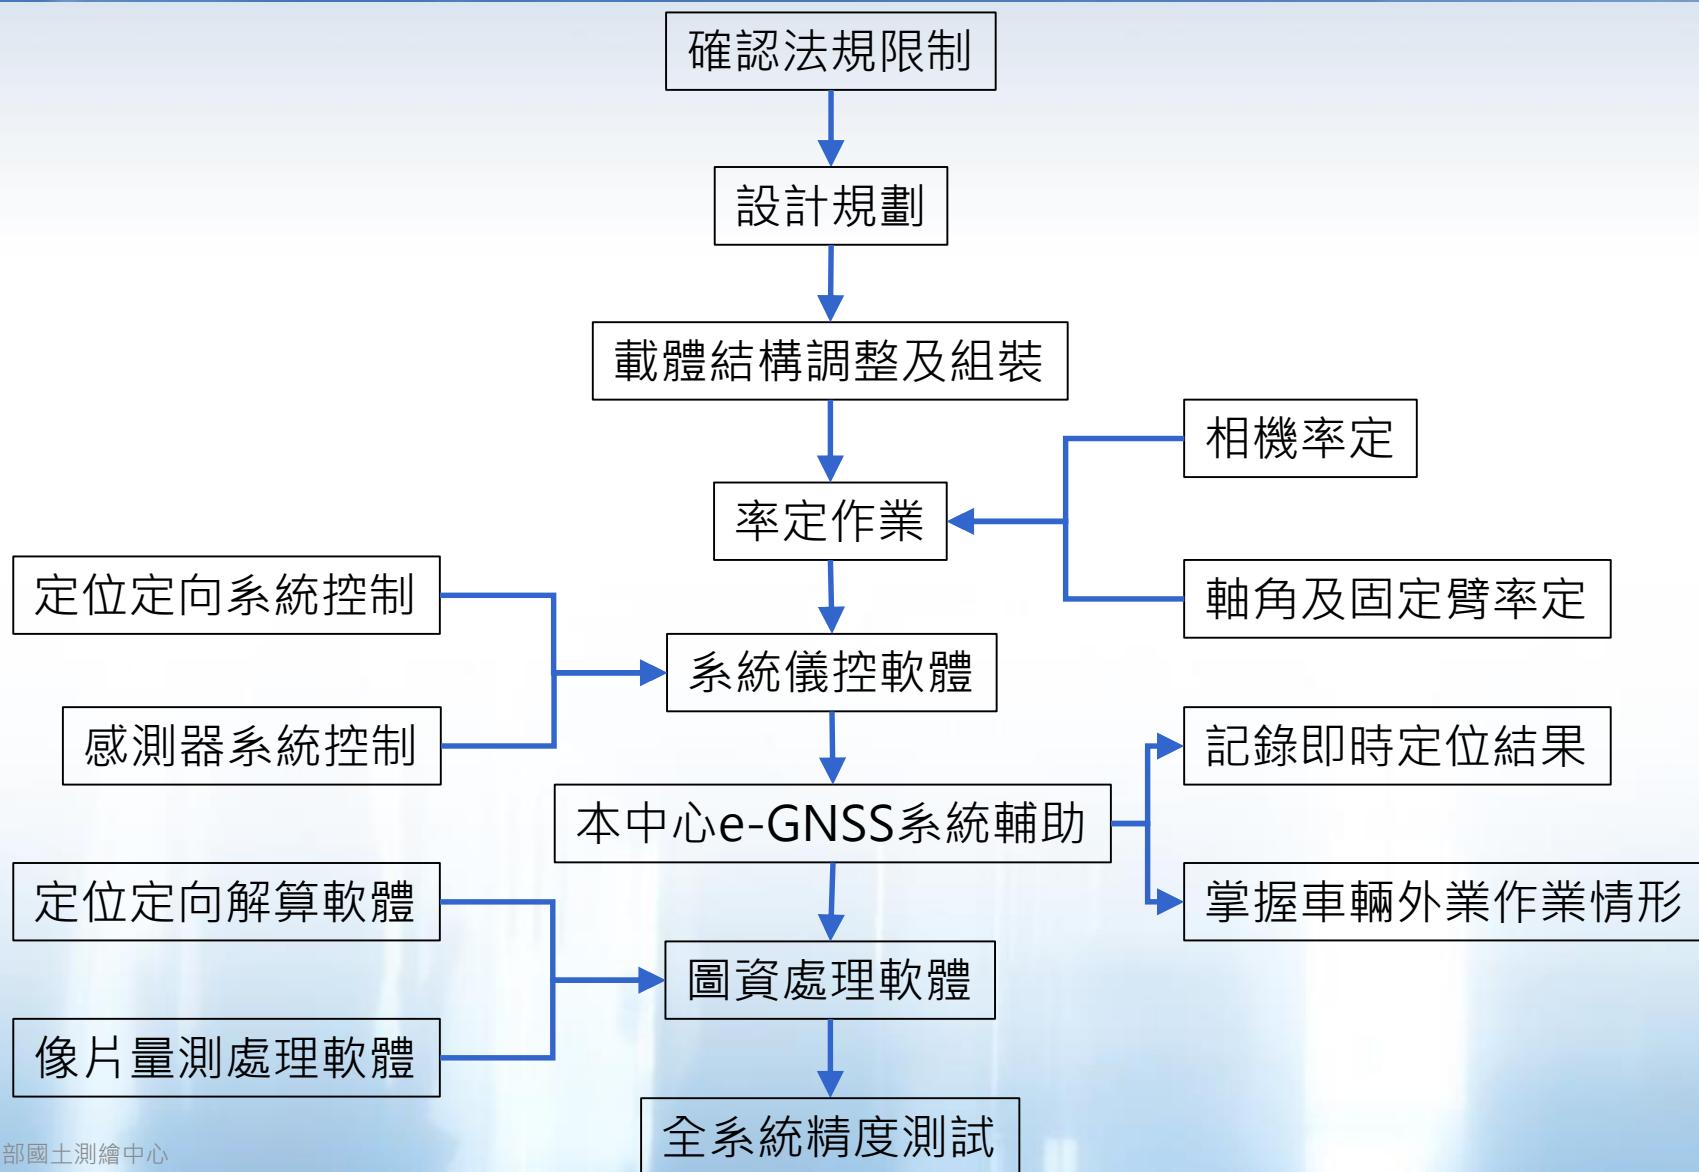 確認法規限制
設計規劃
載體結構調整及組裝
相機率定
率定作業
定位定向系統控制
軸角及固定臂率定
系統儀控軟體
感測器系統控制
記錄即時定位結果
本中心e-GNSS系統輔助
定位定向解算軟體
掌握車輛外業作業情形
圖資處理軟體
像片量測處理軟體
全系統精度測試
部國土測繪中心